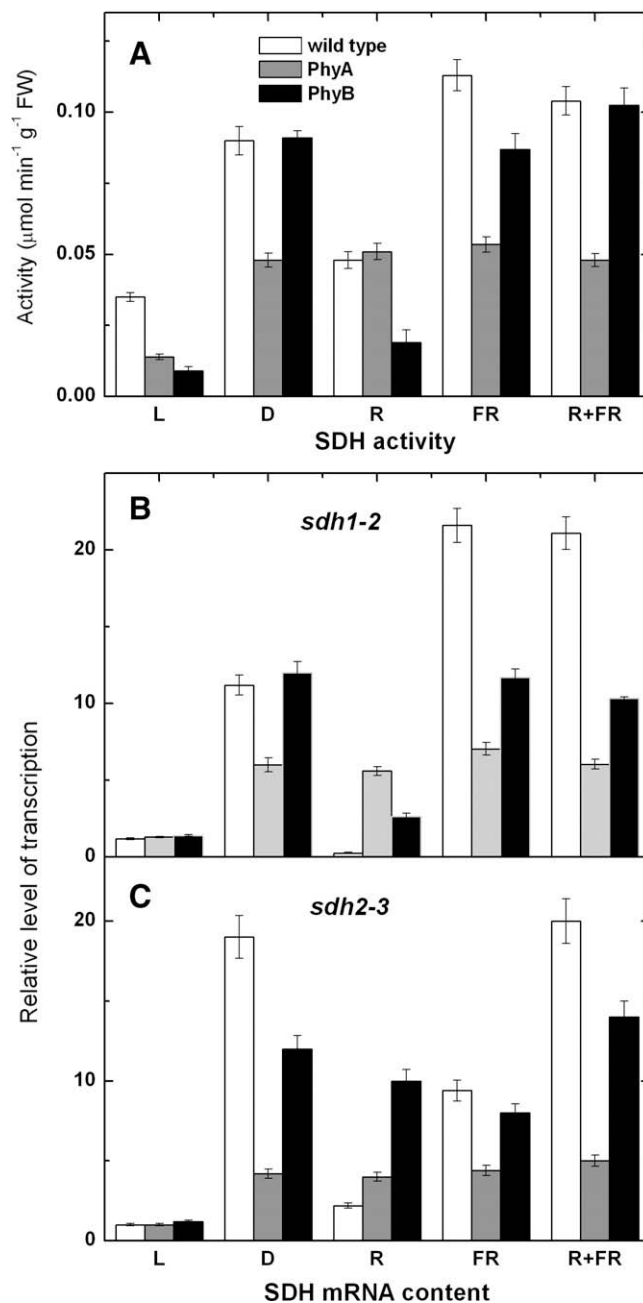 A
wild type
PhyA
PhyB
0.10
0.05
0.00
Activity (μmol min⁻¹ g⁻¹ FW)
L D R FR R+FR
SDH activity
B
sdh1-2
20
10
0
C
sdh2-3
20
10
0
Relative level of transcription
L D R FR R+FR
SDH mRNA content